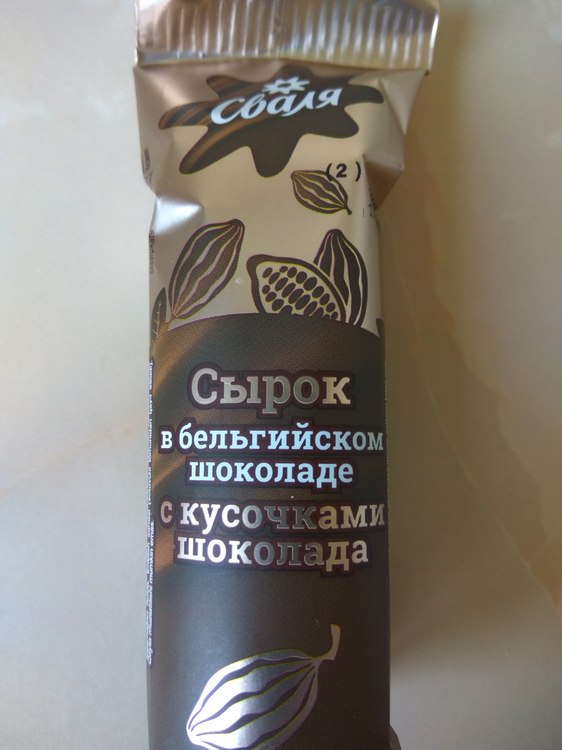 Сваля
(2)
Сырок
в бельгийском
шоколаде
с кусочками
шоколада